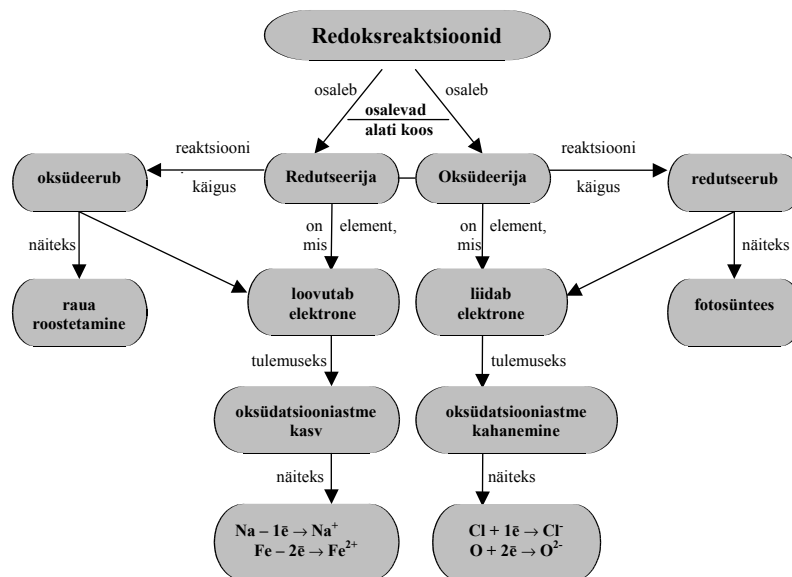 Redoksreaktsioonid
osaleb
osaleb
osalevad
alati koos
reaktsiooni
käigus
reaktsiooni
käigus
oksüdeerub
Redutseerija
Oksüdeerija
redutseerub
näiteks
on element,
mis
on element,
mis
näiteks
raua
roostetamine
loovutab
elektrone
liidab
elektrone
fotosüntees
tulemuseks
tulemuseks
oksüdatsiooniastme
kasv
oksüdatsiooniastme
kahanemine
näiteks
näiteks
Na – 1ē → Na⁺
Fe – 2ē → Fe²⁺
Cl + 1ē → Cl⁻
O + 2ē → O²⁻